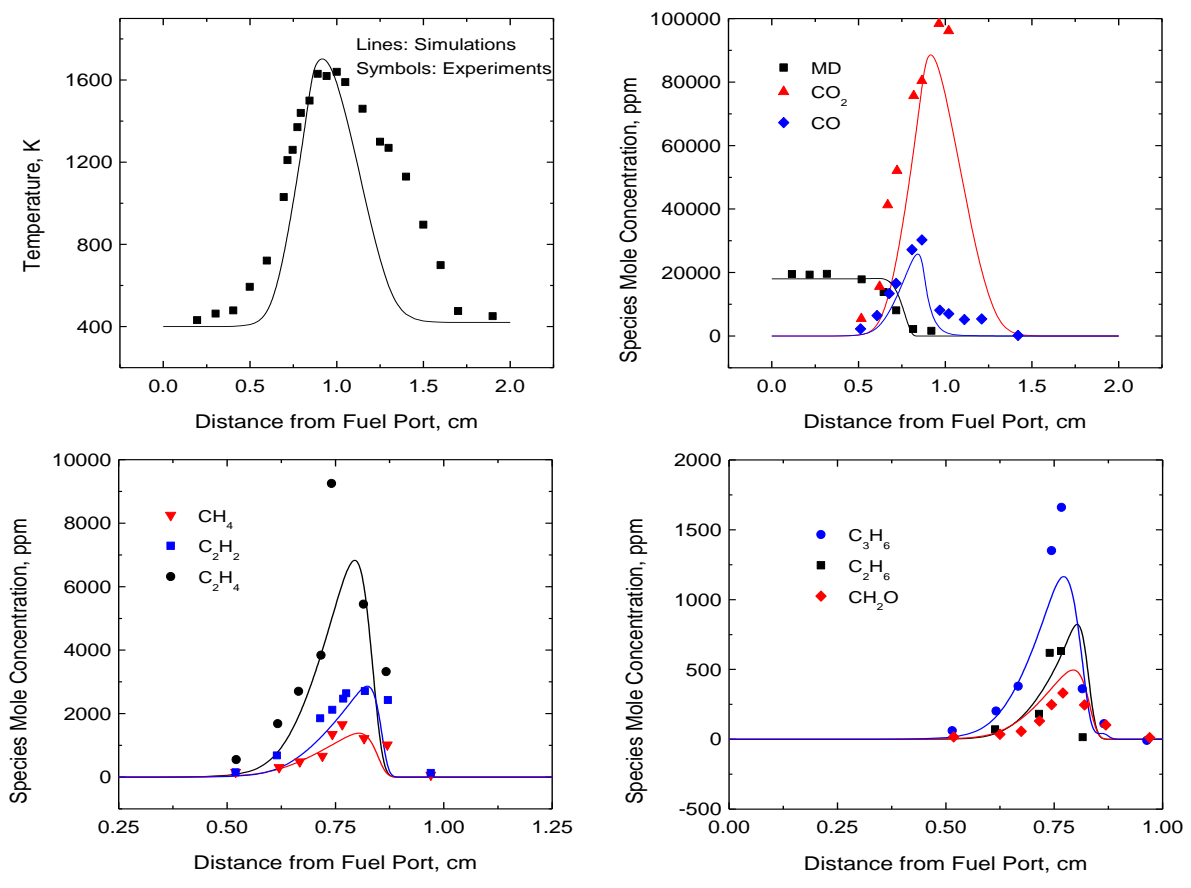 Lines: Simulations
Symbols: Experiments
1600
1200
800
400
Temperature, K
0.0 0.5 1.0 1.5 2.0
Distance from Fuel Port, cm
100000
80000
60000
40000
20000
0
Species Mole Concentration, ppm
MD
CO₂
CO
0.0 0.5 1.0 1.5 2.0
Distance from Fuel Port, cm
10000
8000
6000
4000
2000
0
Species Mole Concentration, ppm
CH₄
C₂H₂
C₂H₄
0.25 0.50 0.75 1.00 1.25
Distance from Fuel Port, cm
2000
1500
1000
500
0
-500
Species Mole Concentration, ppm
C₃H₆
C₂H₆
CH₂O
0.00 0.25 0.50 0.75 1.00
Distance from Fuel Port, cm